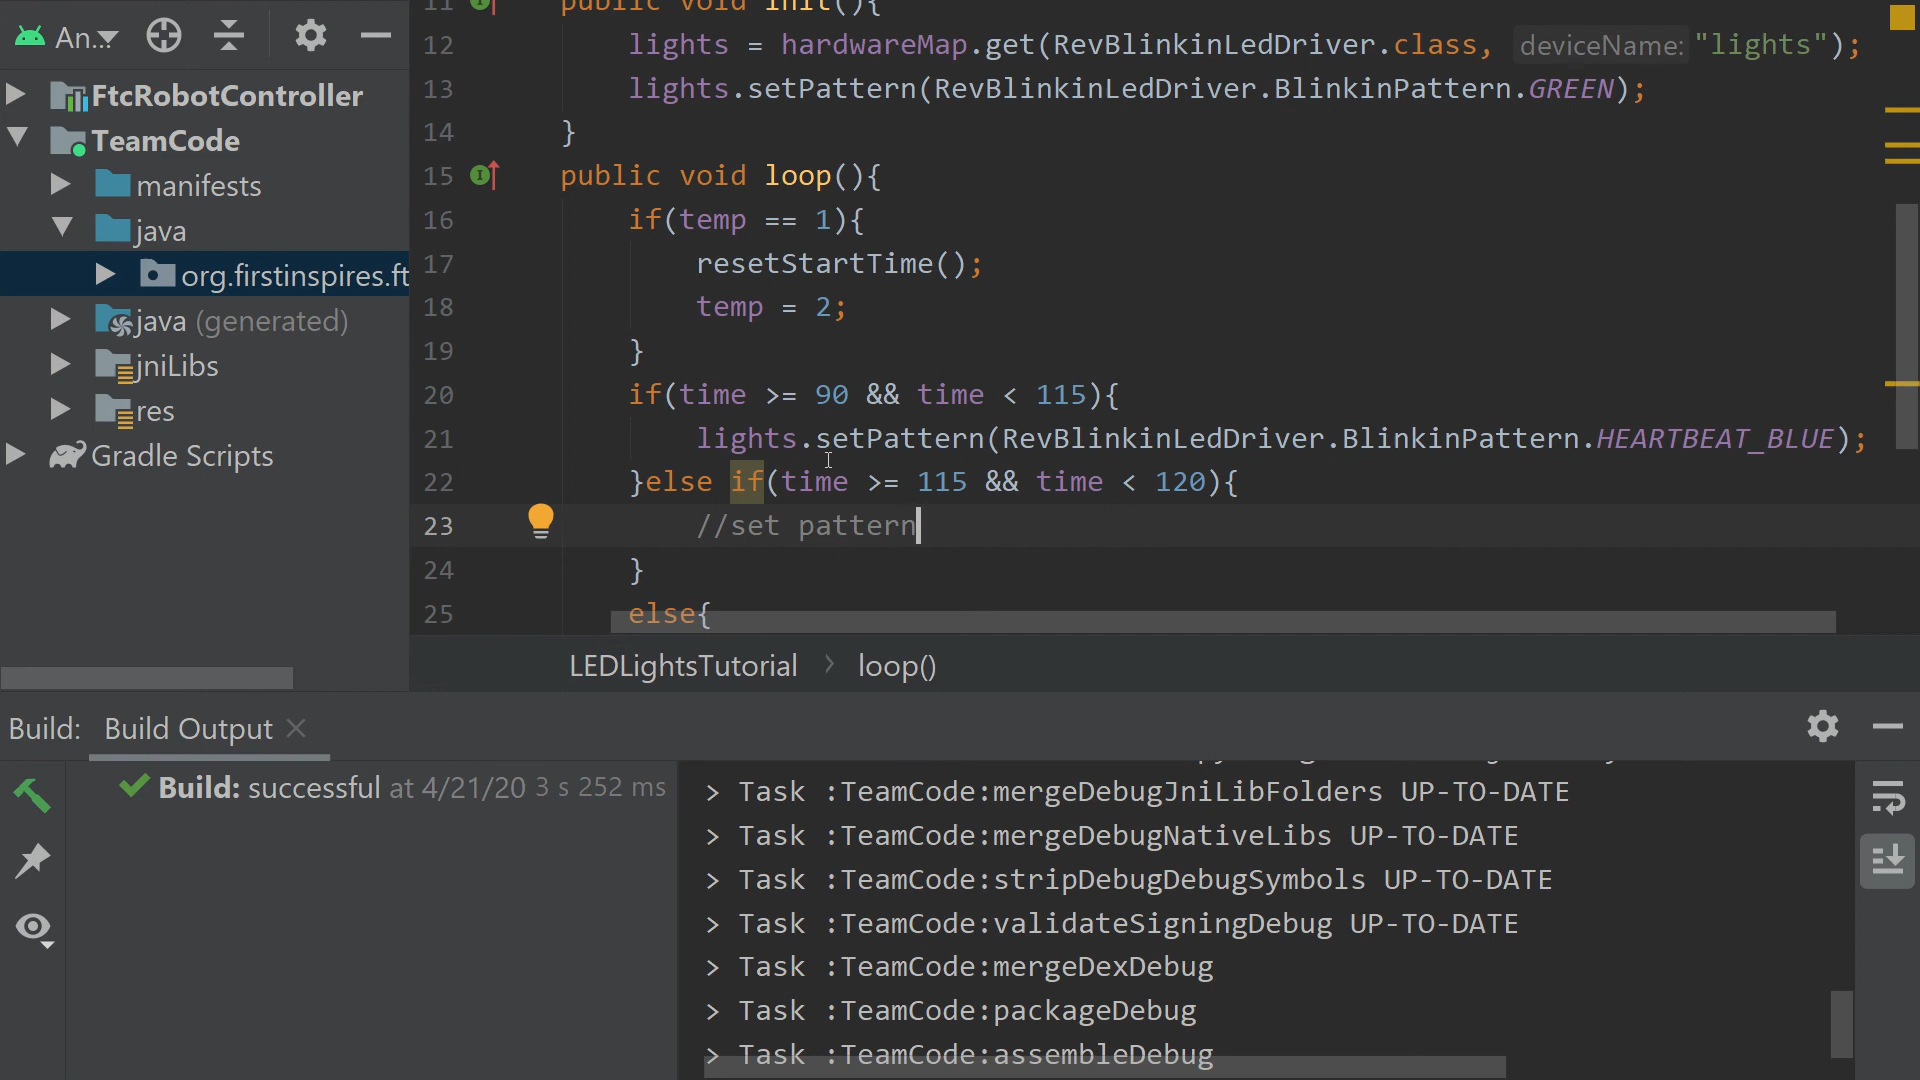 An...
FtcRobotController
TeamCode
manifests
java
org.firstinspires.ft
java (generated)
jniLibs
res
Gradle Scripts
11 public void init(){
12 lights = hardwareMap.get(RevBlinkinLedDriver.class, deviceName: "lights");
13 lights.setPattern(RevBlinkinLedDriver.BlinkinPattern.GREEN);
14 }
15 public void loop(){
16 if(temp == 1){
17 resetStartTime();
18 temp = 2;
19 }
20 if(time >= 90 && time < 115){
21 lights.setPattern(RevBlinkinLedDriver.BlinkinPattern.HEARTBEAT_BLUE);
22 }else if(time >= 115 && time < 120){
23 //set pattern
24 }
25 else{
LEDLightsTutorial > loop()
Build: Build Output
Build: successful at 4/21/20 3 s 252 ms
> Task :TeamCode:mergeDebugJniLibFolders UP-TO-DATE
> Task :TeamCode:mergeDebugNativeLibs UP-TO-DATE
> Task :TeamCode:stripDebugDebugSymbols UP-TO-DATE
> Task :TeamCode:validateSigningDebug UP-TO-DATE
> Task :TeamCode:mergeDexDebug
> Task :TeamCode:packageDebug
> Task :TeamCode:assembleDebug